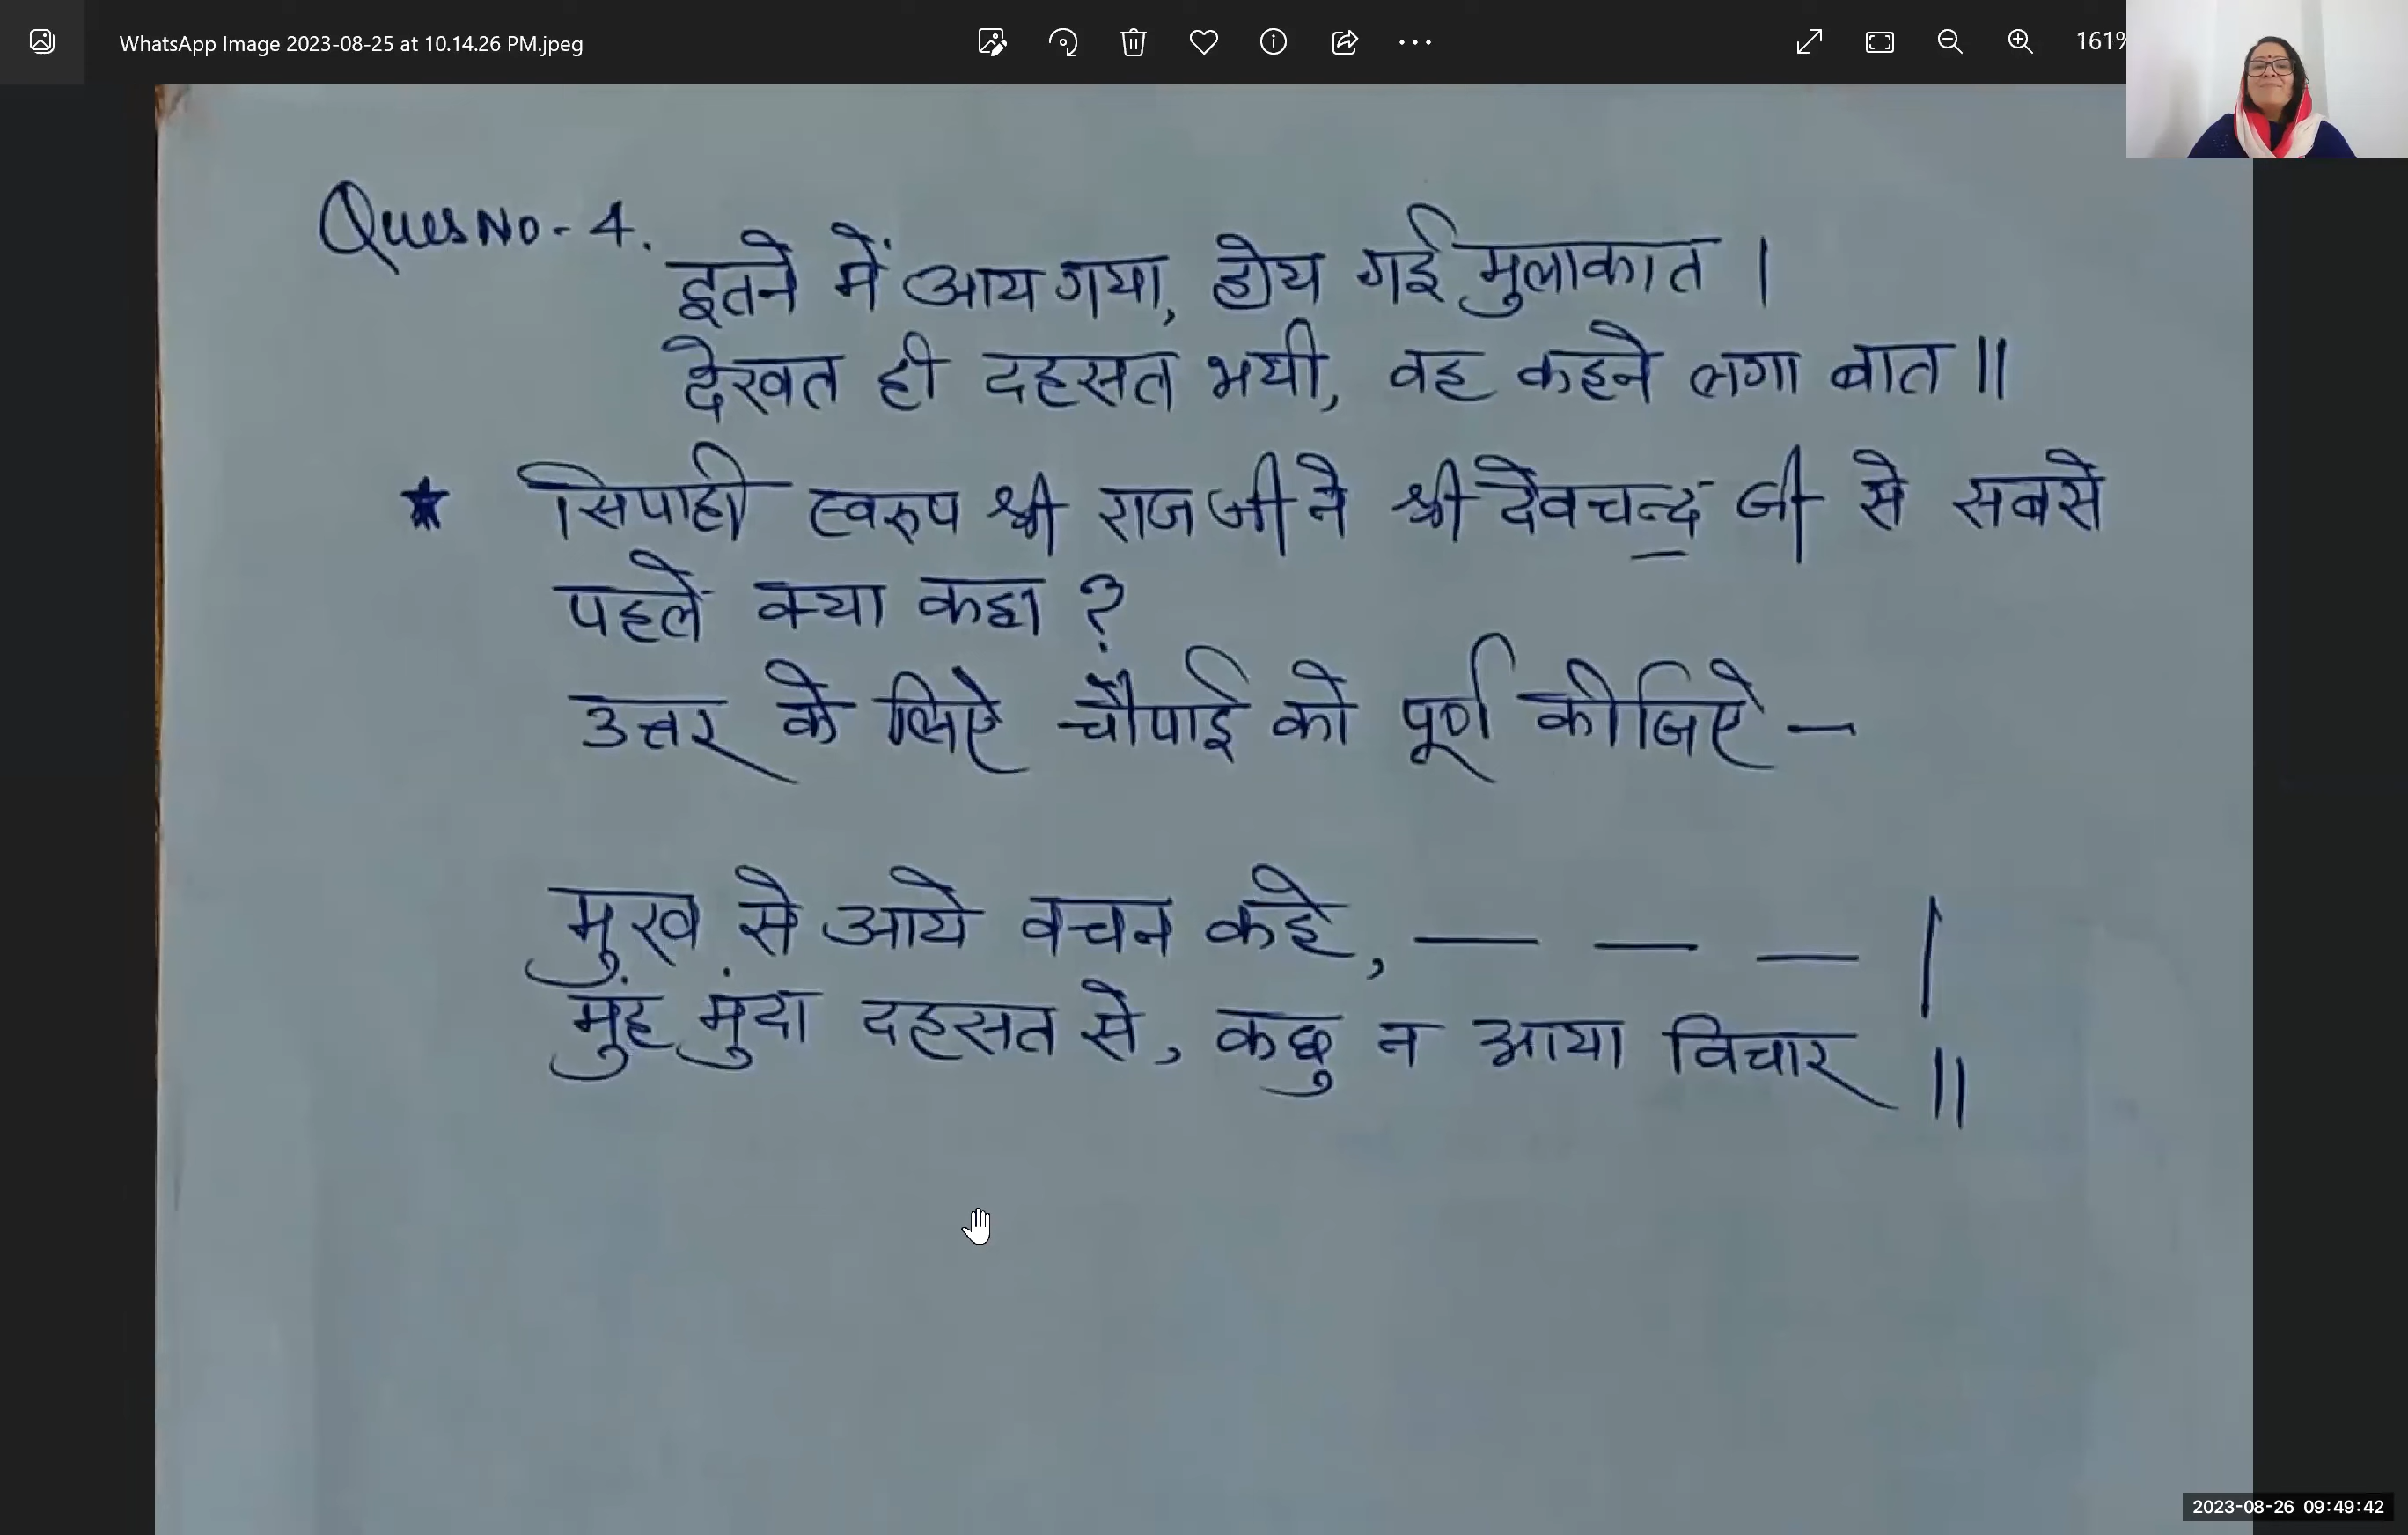 WhatsApp Image 2023-08-25 at 10.14.26 PM.jpeg
161%
Ques No - 4.
इतने में आय गया, होय गई मुलाकात ।
देखत ही दहसत भयी, वह कहने लगा बात ॥
★ सिपाही स्वरुप श्री राज जी ने श्री देवचन्द्र जी से सबसे
पहले क्या कहा ?
उत्तर के लिऐ चौपाई को पूर्ण कीजिऐ –
मुख से आये वचन कहे, — — — ।
मुंह मुंदा दहसत से, कछु न आया विचार ॥
2023-08-26 09:49:42